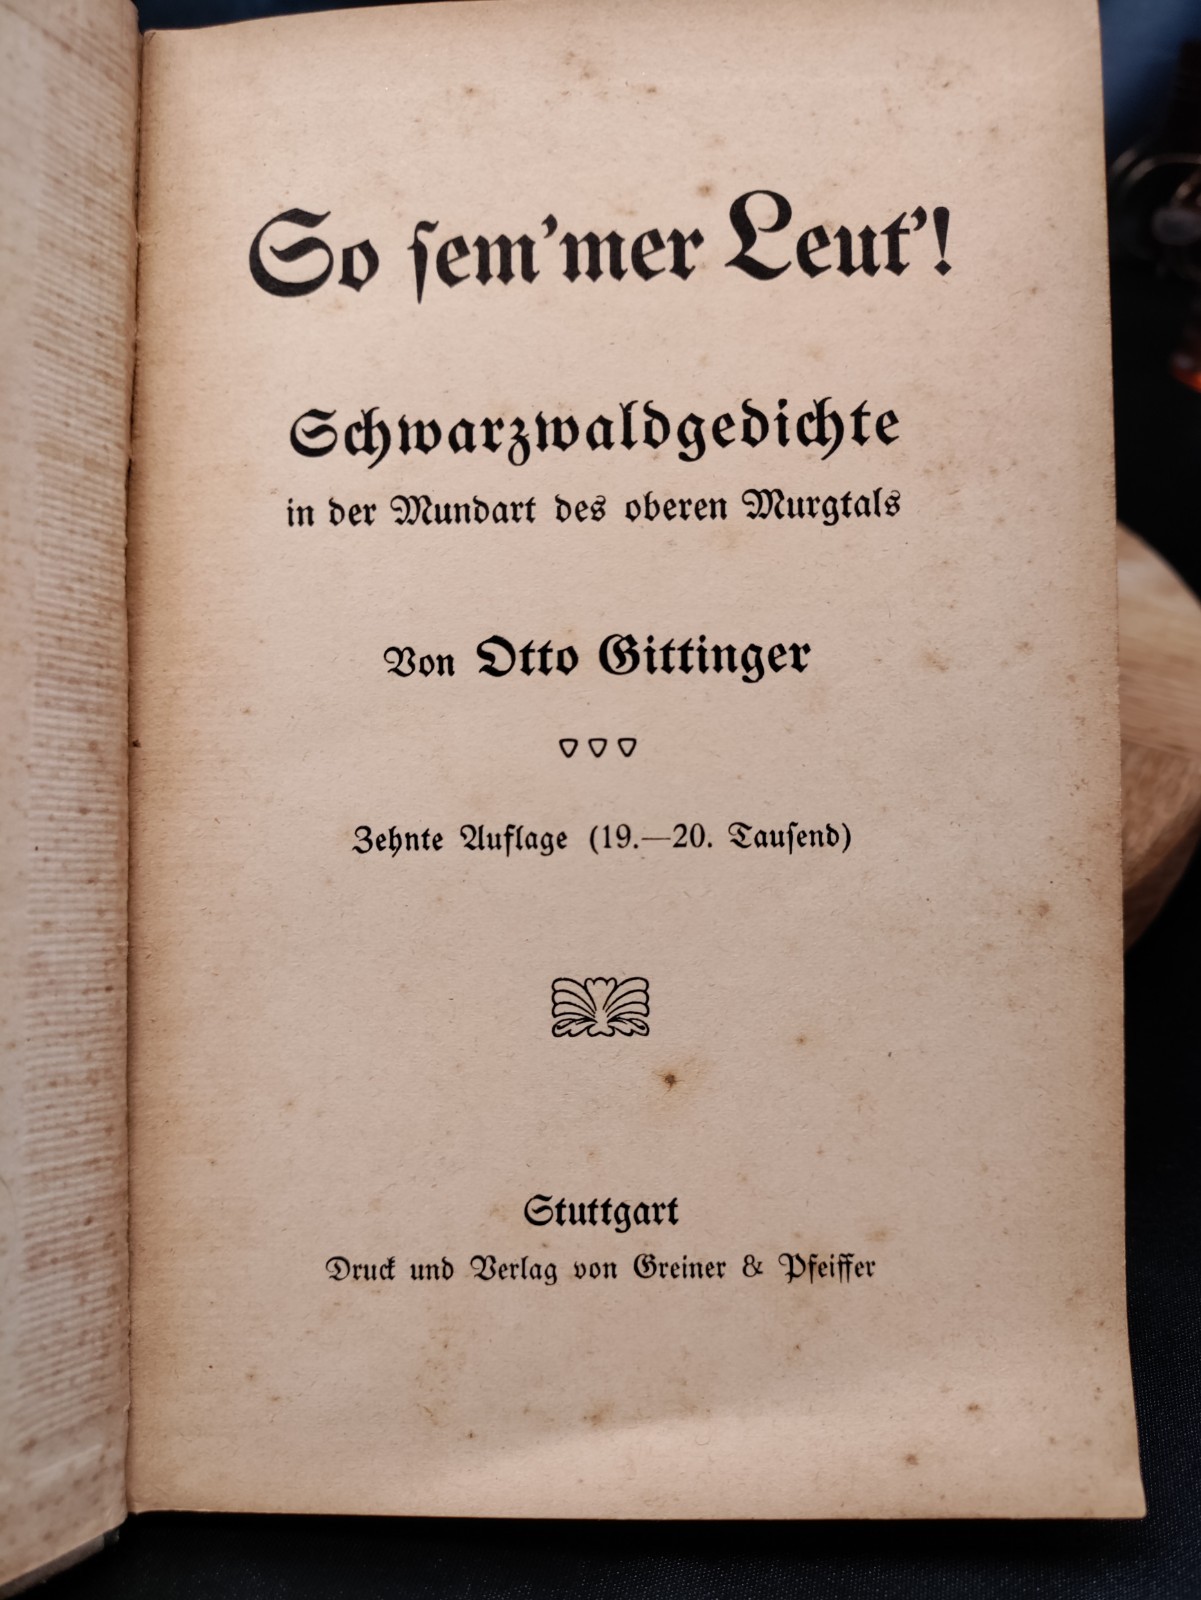 So ſem’mer Leut’!
Schwarzwaldgedichte
in der Mundart des oberen Murgtals
Von Otto Gittinger
Zehnte Auflage (19.—20. Tauſend)
Stuttgart
Druck und Verlag von Greiner & Pfeiffer